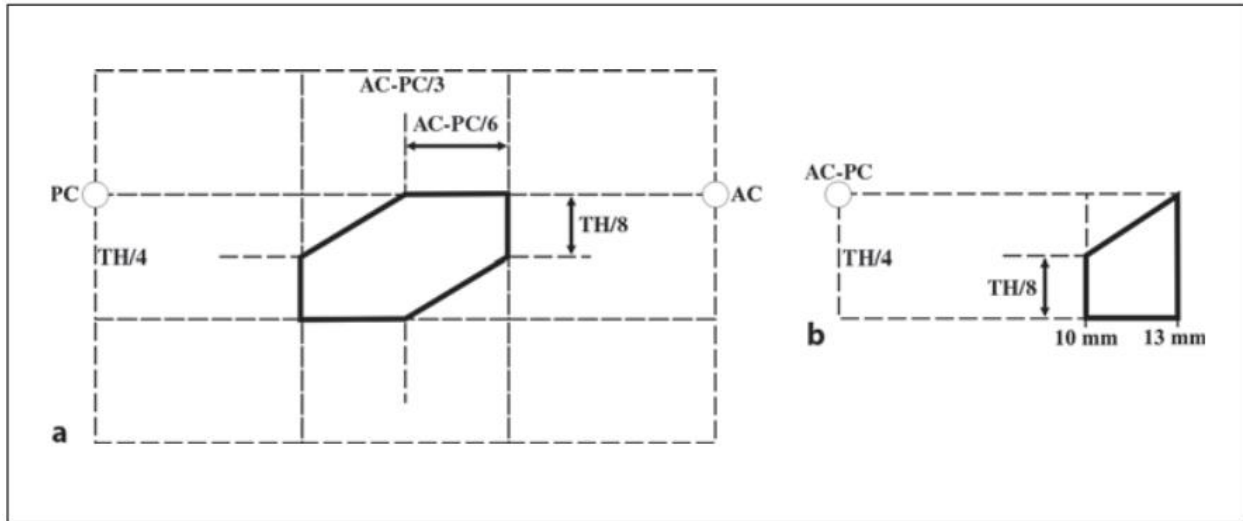 AC-PC/3
AC-PC/6
PC
AC
TH/8
TH/4
a
AC-PC
TH/4
TH/8
10 mm
13 mm
b